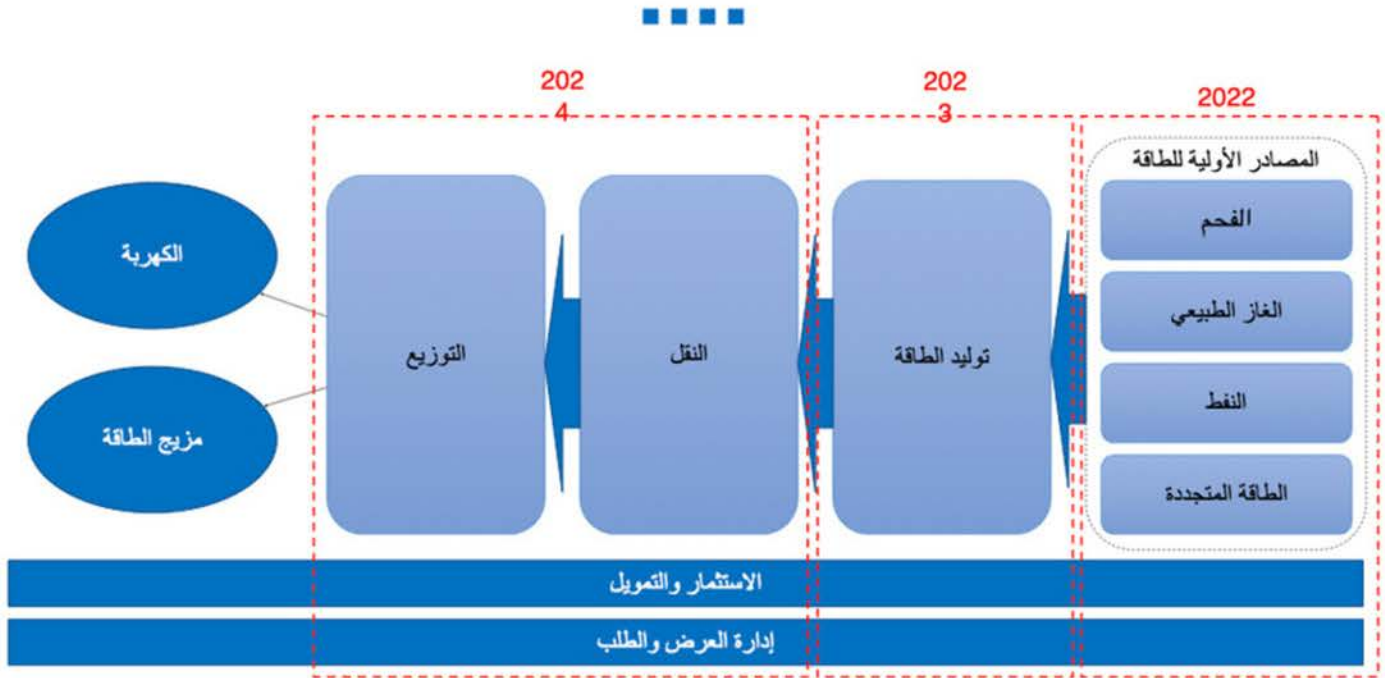 2022
202
3
202
4
المصادر الأولية للطاقة
الفحم
الغاز الطبيعي
النفط
الطاقة المتجددة
توليد الطاقة
النقل
التوزيع
الكهربة
مزيج الطاقة
الاستثمار والتمويل
إدارة العرض والطلب